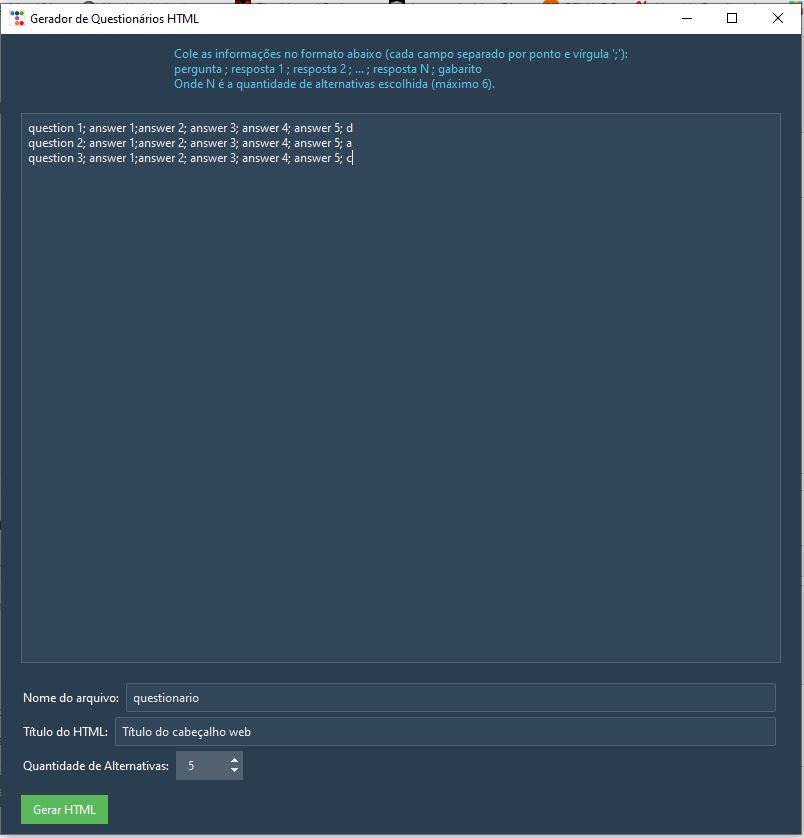 Gerador de Questionários HTML
Cole as informações no formato abaixo (cada campo separado por ponto e vírgula ';'):
pergunta ; resposta 1 ; resposta 2 ; ... ; resposta N ; gabarito
Onde N é a quantidade de alternativas escolhida (máximo 6).
question 1; answer 1;answer 2; answer 3; answer 4; answer 5; d
question 2; answer 1;answer 2; answer 3; answer 4; answer 5; a
question 3; answer 1;answer 2; answer 3; answer 4; answer 5; c
Nome do arquivo: questionario
Título do HTML: Título do cabeçalho web
Quantidade de Alternativas: 5
Gerar HTML